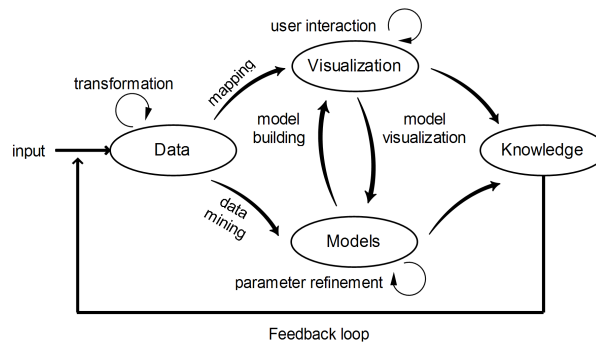 user interaction
Visualization
transformation
mapping
model
building
model
visualization
input
Data
Knowledge
data
mining
Models
parameter refinement
Feedback loop